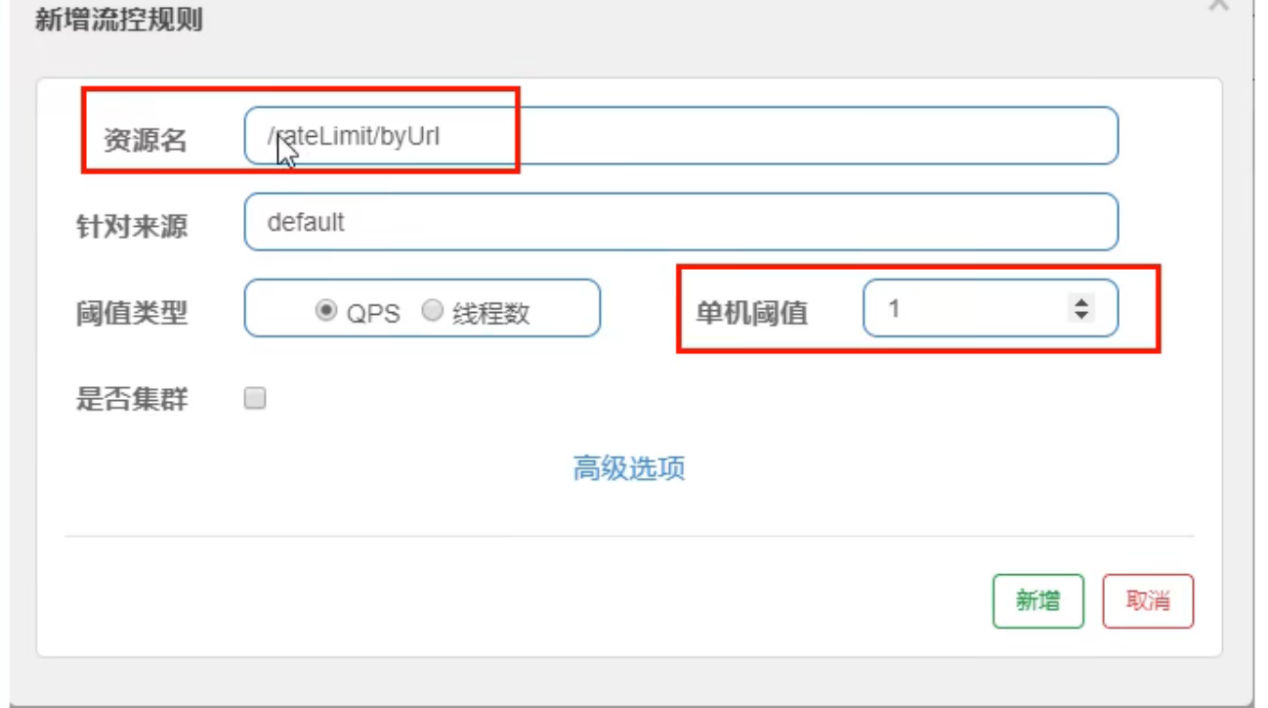 新增流控规则
资源名 /rateLimit/byUrl
针对来源 default
阈值类型 QPS 线程数 单机阈值 1
是否集群
高级选项
新增 取消